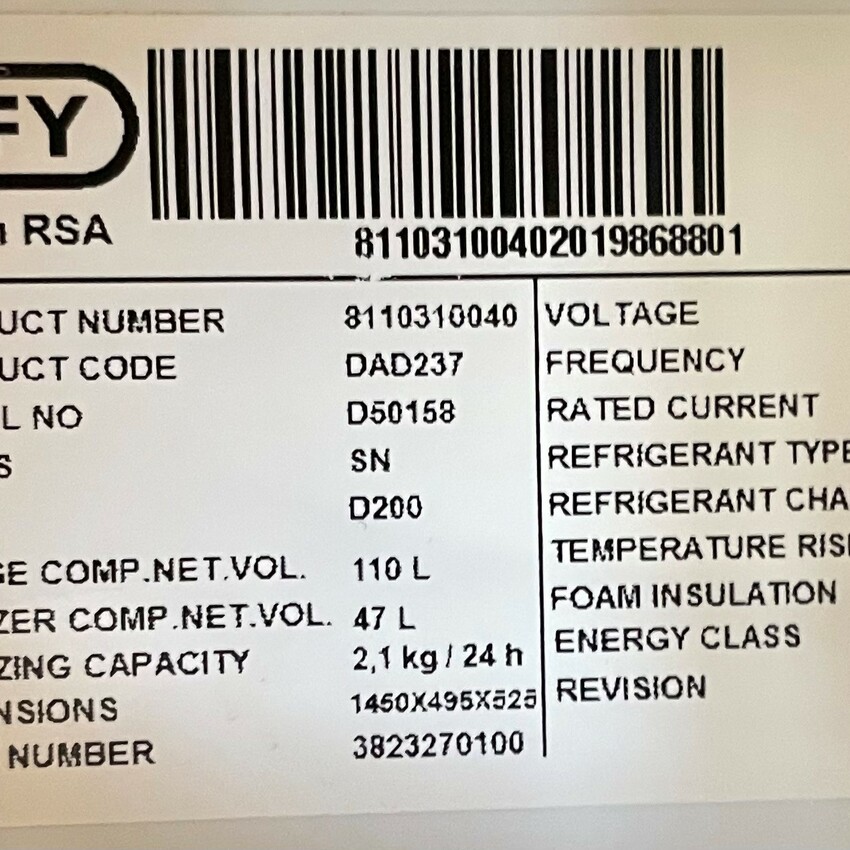 FY
RSA
81103100402019868801
UCT NUMBER 8110310040
UCT CODE DAD237
L NO D50158
S SN
D200
GE COMP.NET.VOL. 110 L
ZER COMP.NET.VOL. 47 L
ZING CAPACITY 2,1 kg / 24 h
NSIONS 1450X495X525
NUMBER 3823270100
VOLTAGE
FREQUENCY
RATED CURRENT
REFRIGERANT TYPE
REFRIGERANT CHA
TEMPERATURE RIS
FOAM INSULATION
ENERGY CLASS
REVISION